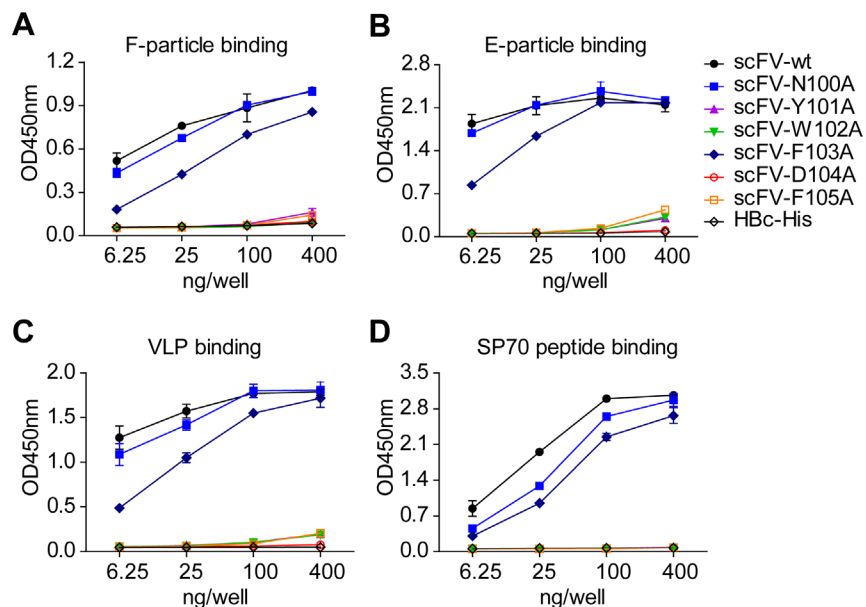 A
F-particle binding
OD450nm
1.2
0.9
0.6
0.3
0.0
6.25 25 100 400
ng/well
B
E-particle binding
OD450nm
2.8
2.1
1.4
0.7
0.0
6.25 25 100 400
ng/well
scFV-wt
scFV-N100A
scFV-Y101A
scFV-W102A
scFV-F103A
scFV-D104A
scFV-F105A
HBc-His
C
VLP binding
OD450nm
2.0
1.5
1.0
0.5
0.0
6.25 25 100 400
ng/well
D
SP70 peptide binding
OD450nm
3.5
2.8
2.1
1.4
0.7
0.0
6.25 25 100 400
ng/well